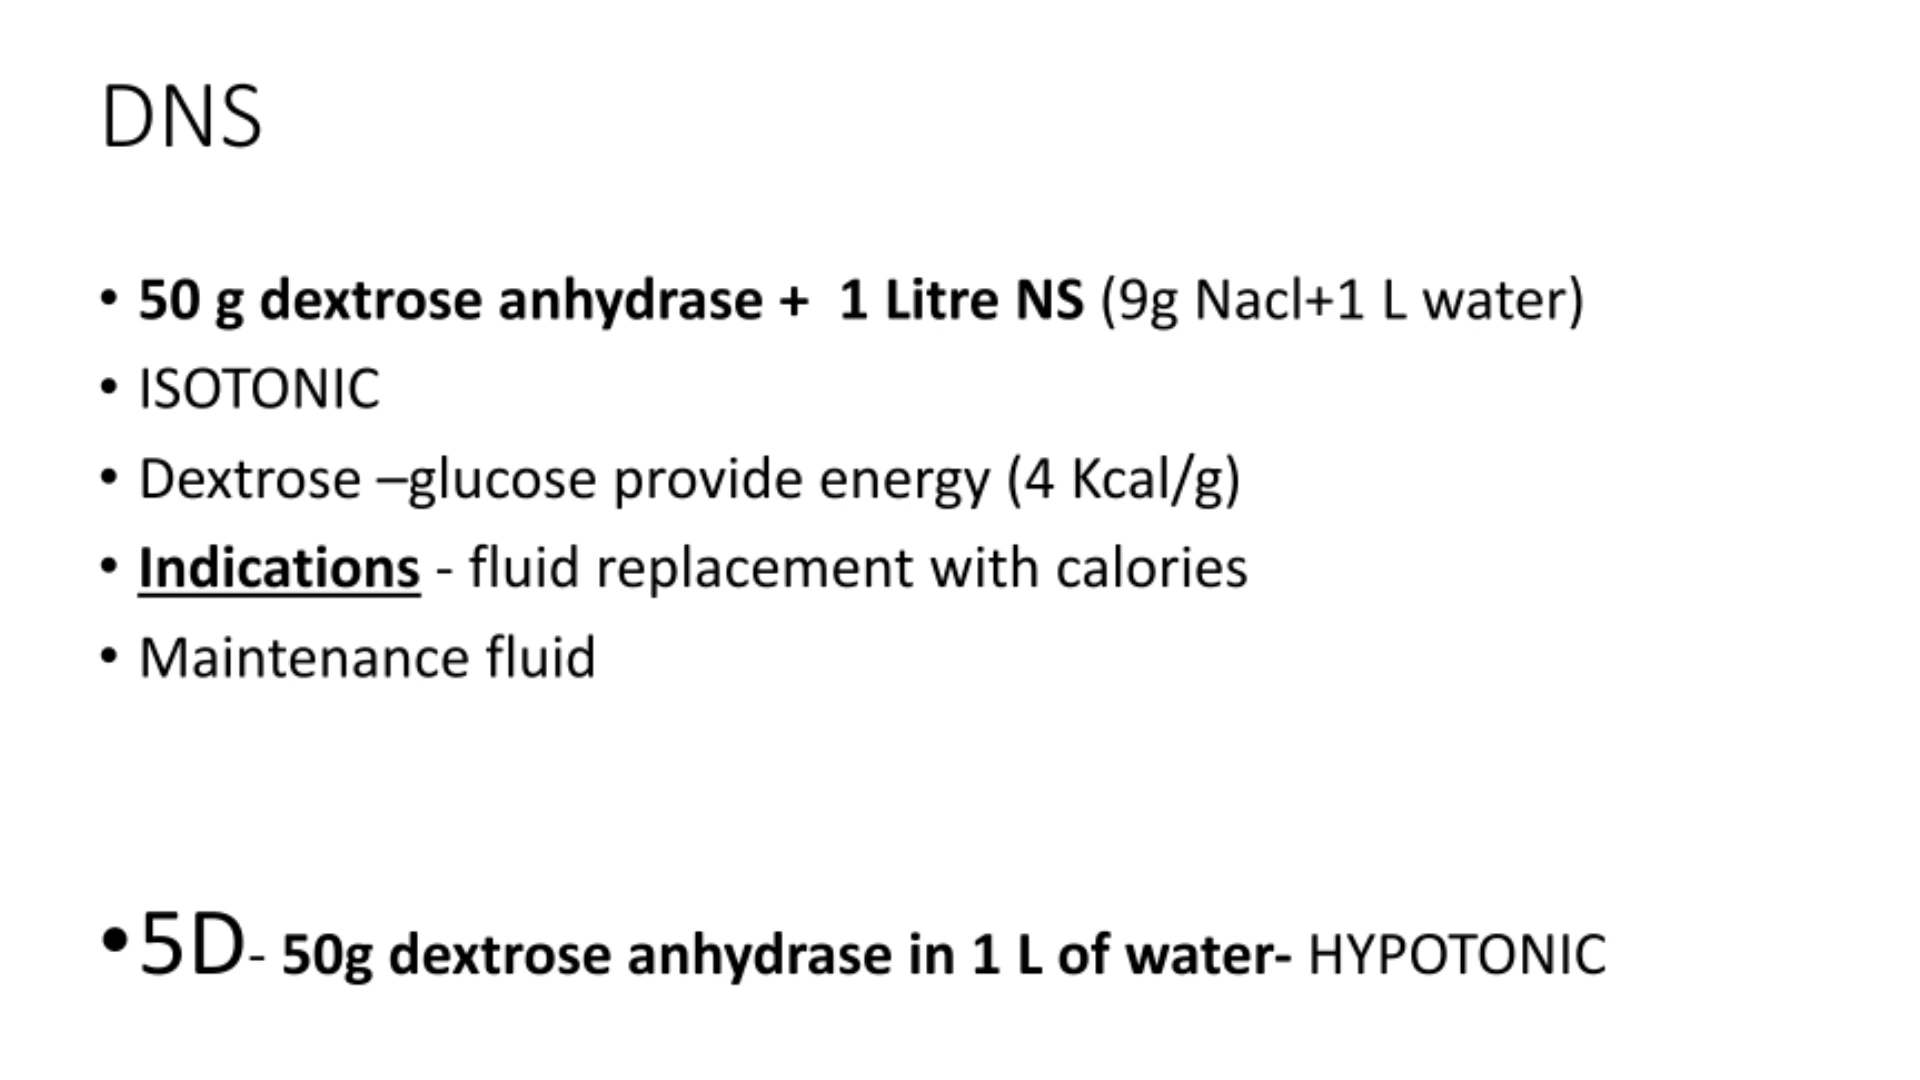 DNS
• 50 g dextrose anhydrase +  1 Litre NS (9g Nacl+1 L water)
• ISOTONIC
• Dextrose –glucose provide energy (4 Kcal/g)
• Indications - fluid replacement with calories
• Maintenance fluid
•5D- 50g dextrose anhydrase in 1 L of water- HYPOTONIC